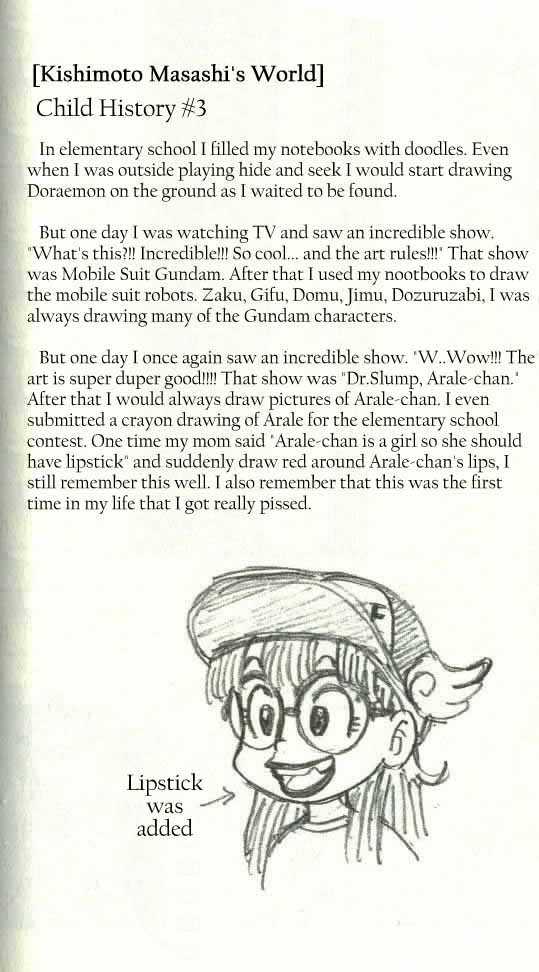 [Kishimoto Masashi's World]
Child History #3
In elementary school I filled my notebooks with doodles. Even
when I was outside playing hide and seek I would start drawing
Doraemon on the ground as I waited to be found.
But one day I was watching TV and saw an incredible show.
"What's this?!! Incredible!!! So cool... and the art rules!!!" That show
was Mobile Suit Gundam. After that I used my nootbooks to draw
the mobile suit robots. Zaku, Gifu, Domu, Jimu, Dozuruzabi, I was
always drawing many of the Gundam characters.
But one day I once again saw an incredible show. "W..Wow!!! The
art is super duper good!!!! That show was "Dr.Slump, Arale-chan."
After that I would always draw pictures of Arale-chan. I even
submitted a crayon drawing of Arale for the elementary school
contest. One time my mom said "Arale-chan is a girl so she should
have lipstick" and suddenly draw red around Arale-chan's lips, I
still remember this well. I also remember that this was the first
time in my life that I got really pissed.
Lipstick
was
added